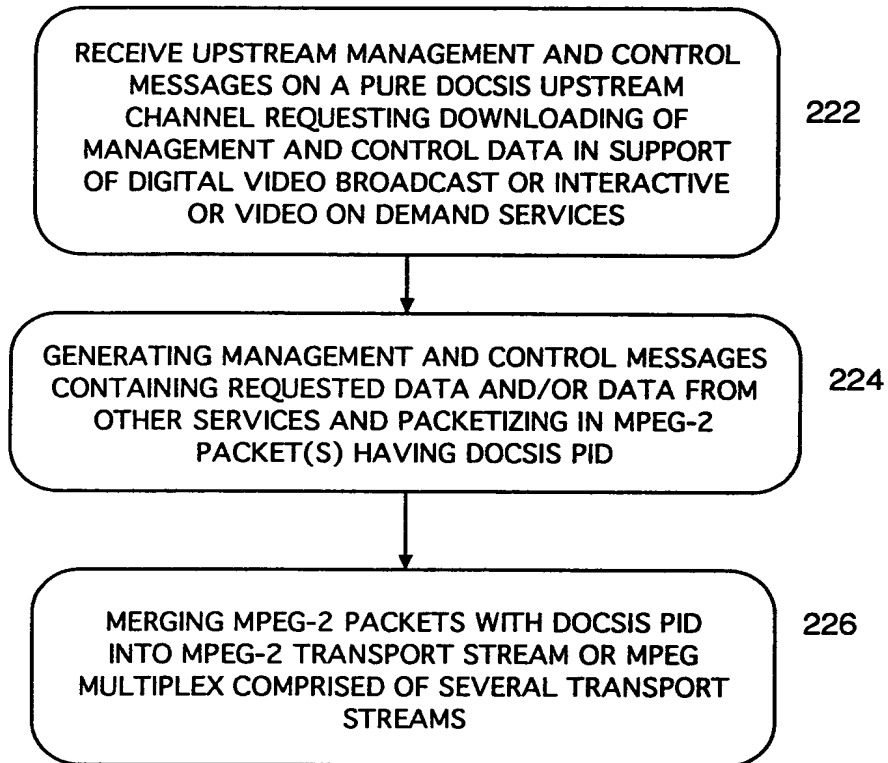 RECEIVE UPSTREAM MANAGEMENT AND CONTROL
MESSAGES ON A PURE DOCSIS UPSTREAM
CHANNEL REQUESTING DOWNLOADING OF
MANAGEMENT AND CONTROL DATA IN SUPPORT
OF DIGITAL VIDEO BROADCAST OR INTERACTIVE
OR VIDEO ON DEMAND SERVICES
222
GENERATING MANAGEMENT AND CONTROL MESSAGES
CONTAINING REQUESTED DATA AND/OR DATA FROM
OTHER SERVICES AND PACKETIZING IN MPEG-2
PACKET(S) HAVING DOCSIS PID
224
MERGING MPEG-2 PACKETS WITH DOCSIS PID
INTO MPEG-2 TRANSPORT STREAM OR MPEG
MULTIPLEX COMPRISED OF SEVERAL TRANSPORT
STREAMS
226